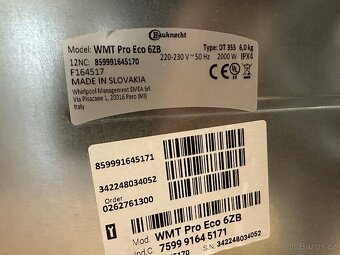 Bauknecht
Model: WMT Pro Eco 6ZB
Type: DT 355 6,0 kg
12NC: 859991645170
220-230 V ~ 50 Hz 2000 W IPX4
F164517
MADE IN SLOVAKIA
Whirlpool Management EMEA Srl
Via Pisacane 1, 20016 Pero (MI)
Italy
859991645171
342248034052
Order
0262761300
Mod. WMT Pro Eco 6ZB
Ind.C: 7599 9164 5171
S.N. 342248034052
Y